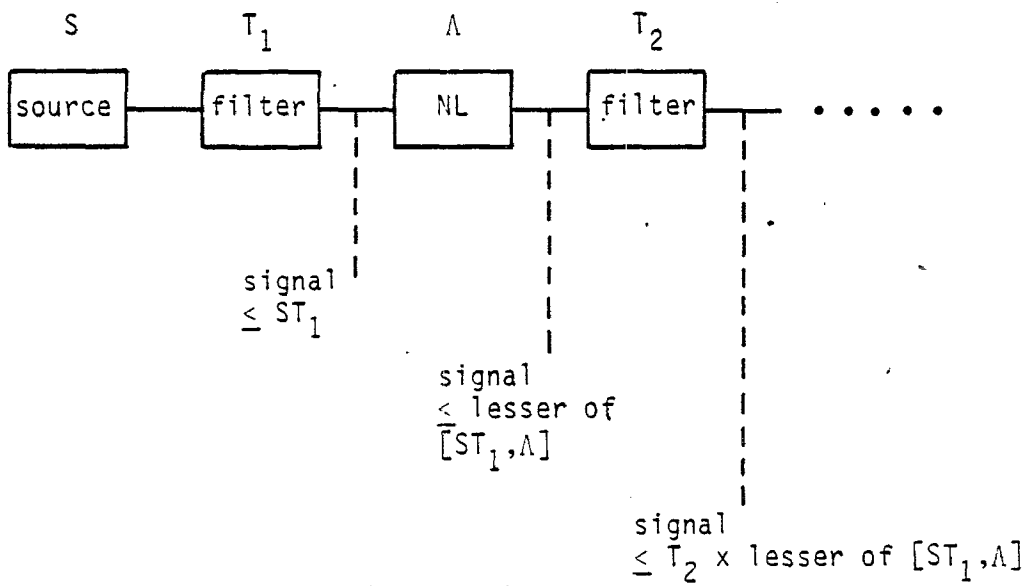 S T₁ Λ T₂
source filter NL filter
signal
≤ ST₁
signal
≤ lesser of
[ST₁,Λ]
signal
≤ T₂ x lesser of [ST₁,Λ]